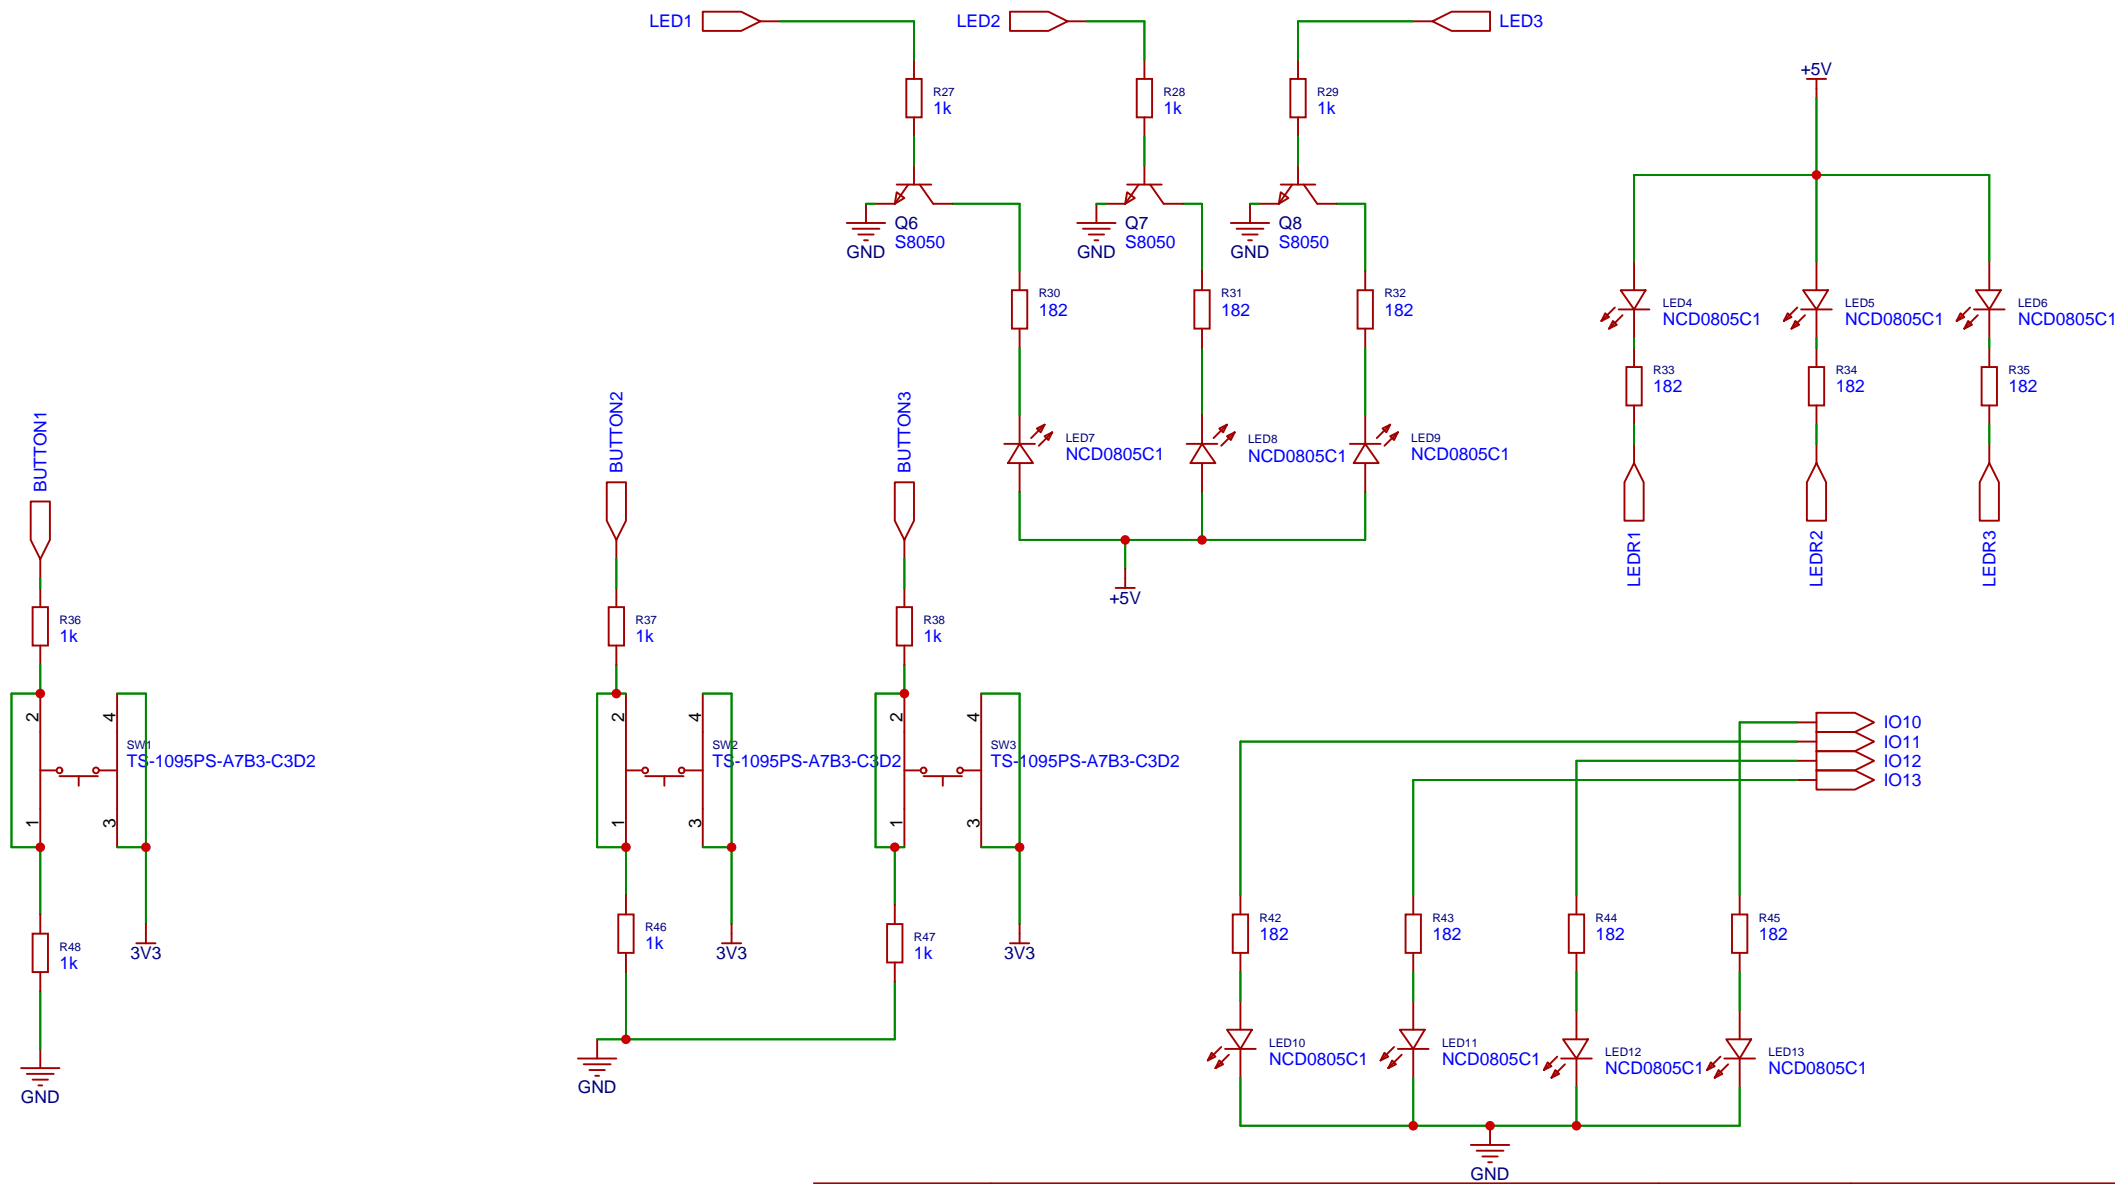 LED1
LED2
LED3
R27
1k
R28
1k
R29
1k
+5V
Q6
S8050
GND
Q7
S8050
GND
Q8
S8050
GND
R30
182
R31
182
R32
182
LED4
NCD0805C1
LED5
NCD0805C1
LED6
NCD0805C1
R33
182
R34
182
R35
182
BUTTON1
BUTTON2
BUTTON3
LED7
NCD0805C1
LED8
NCD0805C1
LED9
NCD0805C1
LEDR1
LEDR2
LEDR3
+5V
R36
1k
R37
1k
R38
1k
2
4
1
3
SW1
TS-1095PS-A7B3-C3D2
2
4
1
3
SW2
TS-1095PS-A7B3-C3D2
2
4
1
3
SW3
TS-1095PS-A7B3-C3D2
IO10
IO11
IO12
IO13
R48
1k
3V3
R46
1k
3V3
R47
1k
3V3
R42
182
R43
182
R44
182
R45
182
LED10
NCD0805C1
LED11
NCD0805C1
LED12
NCD0805C1
LED13
NCD0805C1
GND
GND
GND